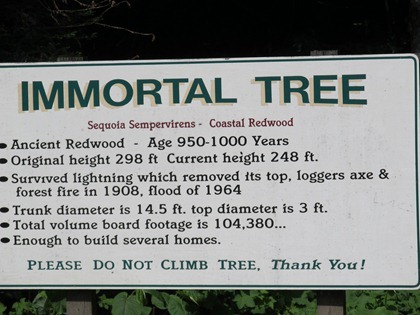 IMMORTAL TREE
Sequoia Sempervirens - Coastal Redwood
• Ancient Redwood - Age 950-1000 Years
• Original height 298 ft Current height 248 ft.
• Survived lightning which removed its top, loggers axe &
forest fire in 1908, flood of 1964
• Trunk diameter is 14.5 ft. top diameter is 3 ft.
• Total volume board footage is 104,380...
• Enough to build several homes.
PLEASE DO NOT CLIMB TREE, Thank You!